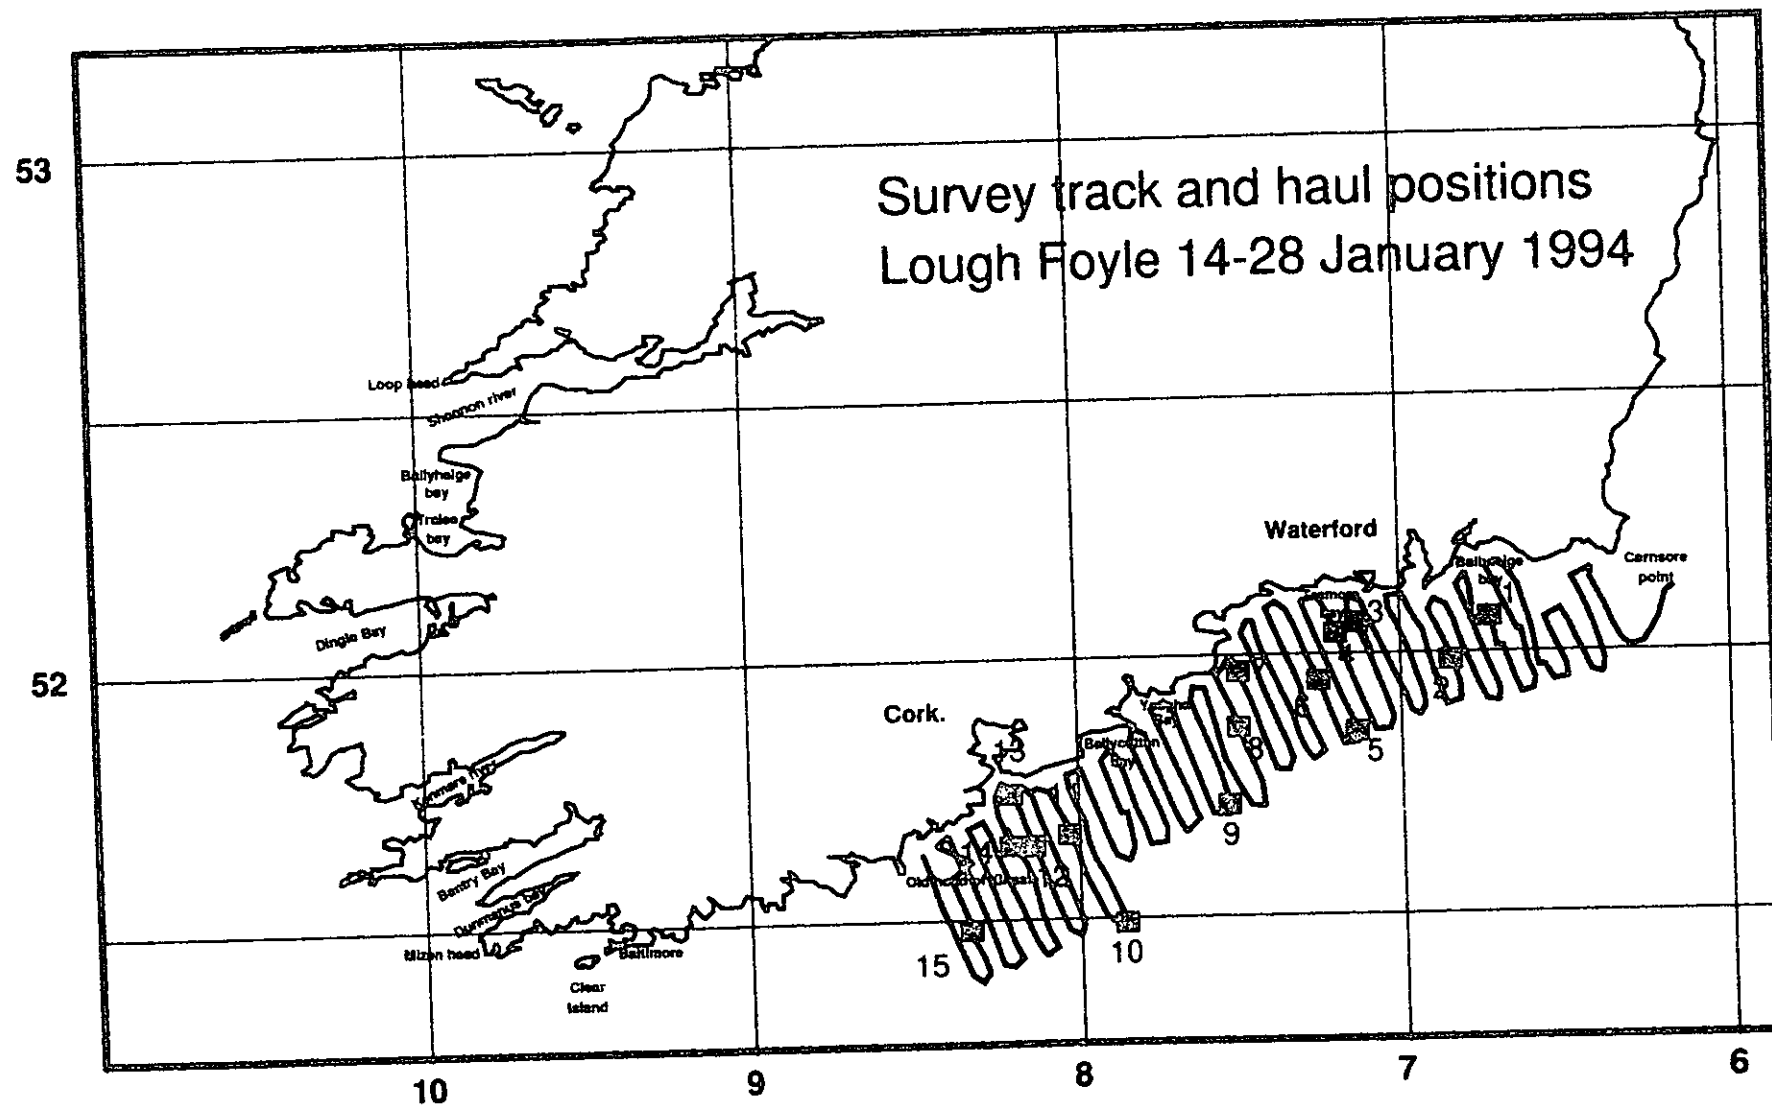 Survey track and haul positions
Lough Foyle 14-28 January 1994
53
52
Loop head
Shannon river
Ballyheige
bay
Tralee
bay
Dingle Bay
Kenmare river
Bantry Bay
Dunmanus bay
Mizen head
Baltimore
Clear
Island
Waterford
Carnsore
point
bay
1
3
4
2
6
5
8
9
Cork.
13
Ballycotton
Bay
14
12
10
15
10
9
8
7
6